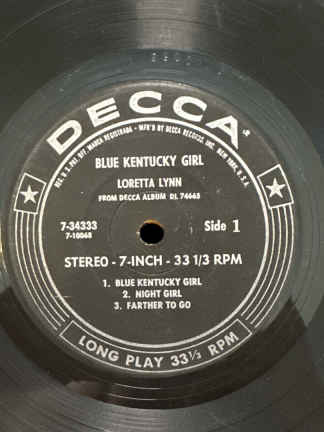 DECCA®
REG. U.S. PAT. OFF. MARCA REGISTRADA • MFR'D BY DECCA RECORDS, INC., NEW YORK, U.S.A.
BLUE KENTUCKY GIRL
LORETTA LYNN
FROM DECCA ALBUM DL 74665
7-34333
7-10068
Side 1
STEREO - 7-INCH - 33 1/3 RPM
1. BLUE KENTUCKY GIRL
2. NIGHT GIRL
3. FARTHER TO GO
LONG PLAY 33⅓ RPM